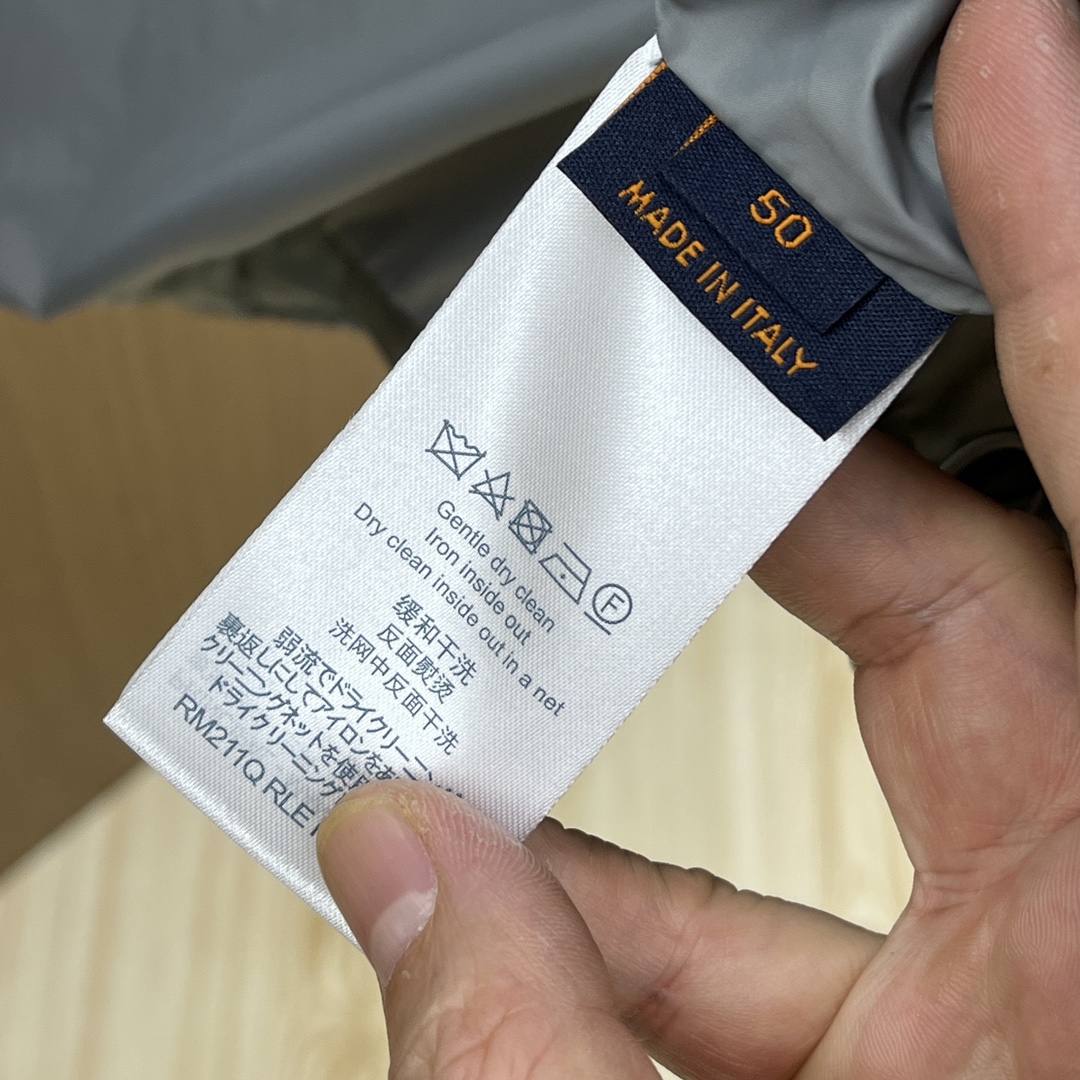 50
MADE IN ITALY
F
Gentle dry clean
Iron inside out
Dry clean inside out in a net
缓和干洗
反面熨烫
洗网中反面干洗
弱流でドライクリーニン
裏返しにしてアイロンをあ
クリーニングネットを使用
ドライクリーニング
RM211Q RLE